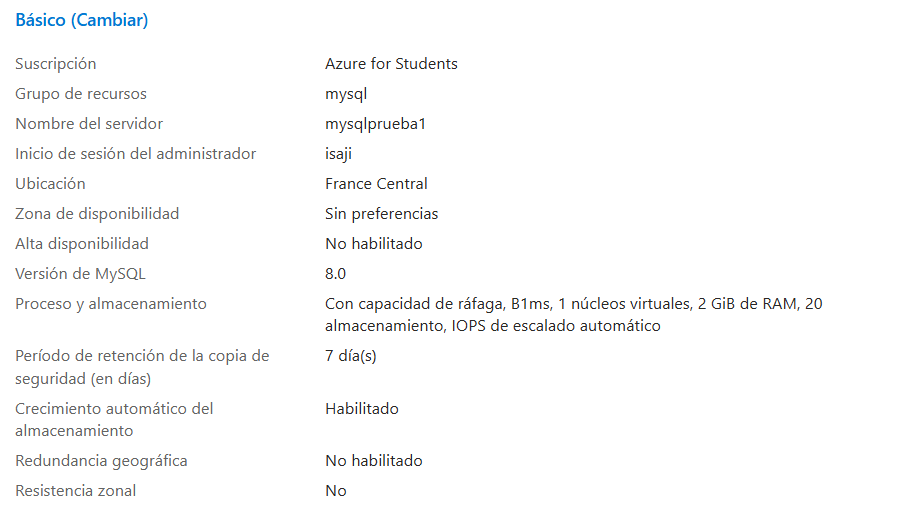 Básico (Cambiar)
Suscripción Azure for Students
Grupo de recursos mysql
Nombre del servidor mysqlprueba1
Inicio de sesión del administrador isaji
Ubicación France Central
Zona de disponibilidad Sin preferencias
Alta disponibilidad No habilitado
Versión de MySQL 8.0
Proceso y almacenamiento Con capacidad de ráfaga, B1ms, 1 núcleos virtuales, 2 GiB de RAM, 20
almacenamiento, IOPS de escalado automático
Período de retención de la copia de 7 día(s)
seguridad (en días)
Crecimiento automático del Habilitado
almacenamiento
Redundancia geográfica No habilitado
Resistencia zonal No